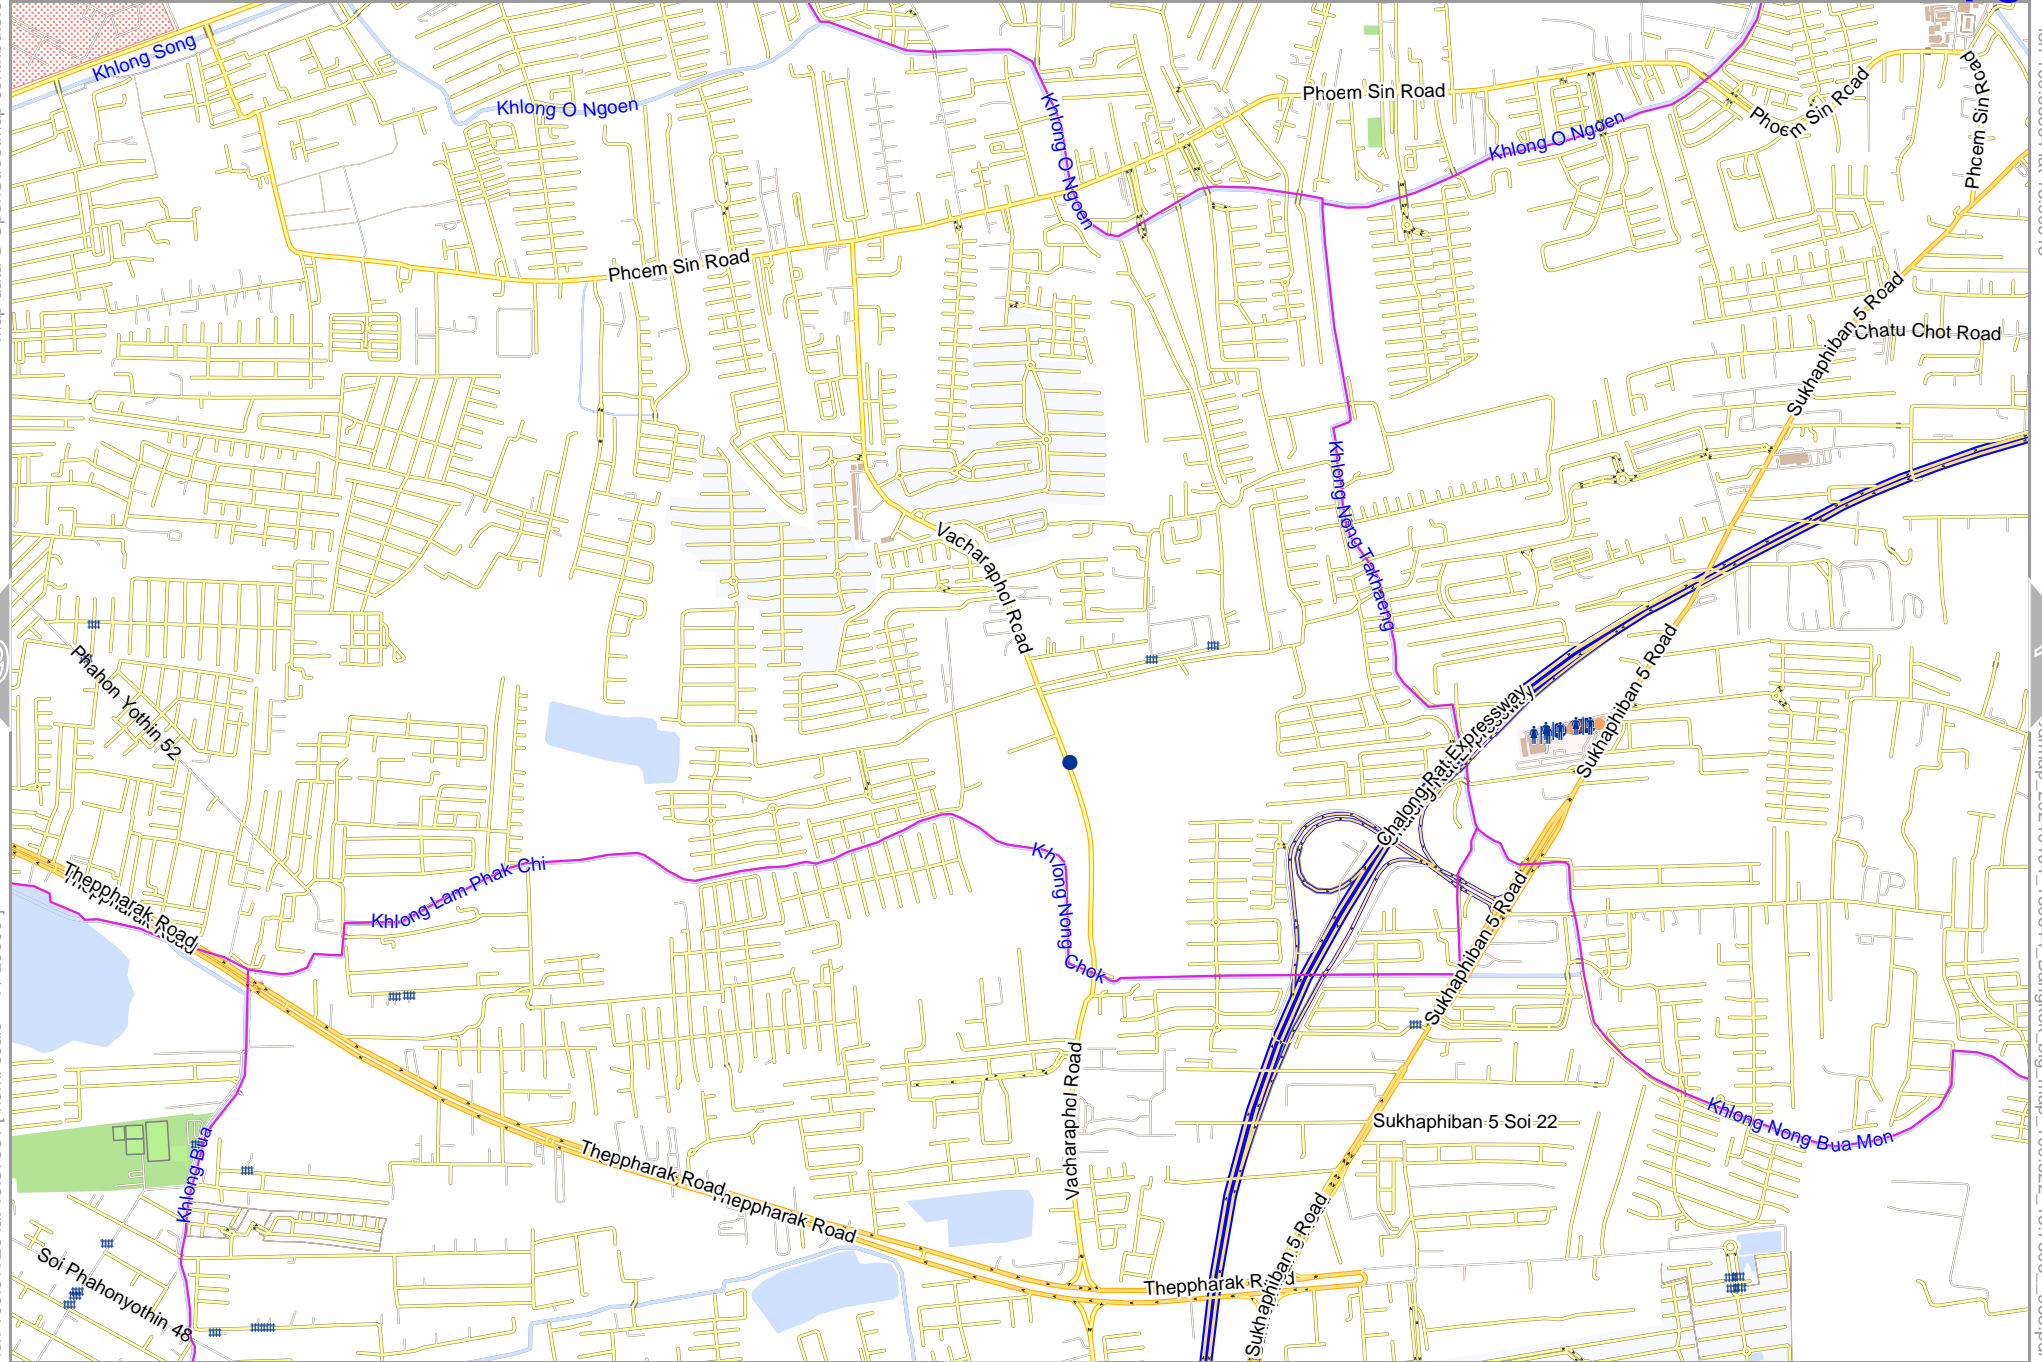 Khlong Song
Khlong O Ngoen
Khlong O Ngoen
Phoem Sin Road
Khlong O Ngoen
Phoem Sin Road
Phoem Sin Road
Phoem Sin Road
Sukhaphiban 5 Road
Chatu Chot Road
Khlong Nong Takhaeng
Vacharaphol Road
Phahon Yothin 52
Sukhaphiban 5 Road
Chalong Rat Expressway
Theppharak Road
Khlong Lam Phak Chi
Khlong Nong
Chok
Sukhaphiban 5 Road
Vacharaphol Road
Sukhaphiban 5 Soi 22
Khlong Nong Bua Mon
Khlong Bua
Theppharak Road
Theppharak Road
Sukhaphiban 5 Road
Theppharak Road
Soi Phahonyothin 48